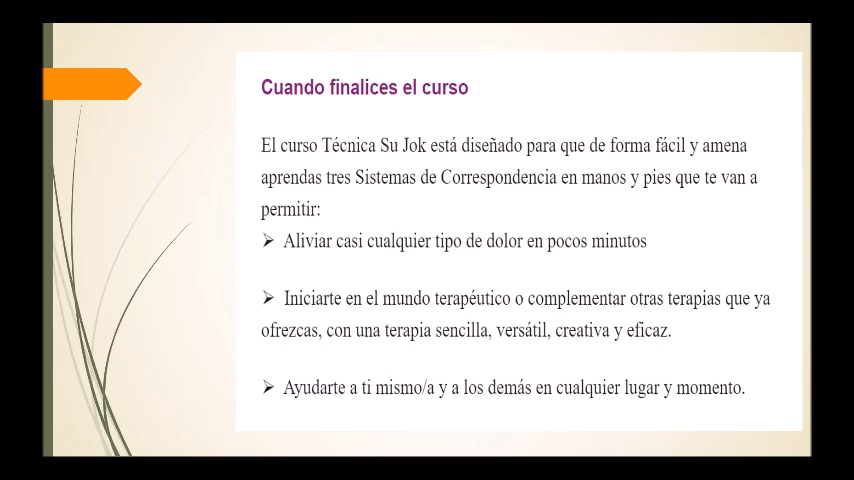 Cuando finalices el curso
El curso Técnica Su Jok está diseñado para que de forma fácil y amena
aprendas tres Sistemas de Correspondencia en manos y pies que te van a
permitir:
➢ Aliviar casi cualquier tipo de dolor en pocos minutos
➢ Iniciarte en el mundo terapéutico o complementar otras terapias que ya
ofrezcas, con una terapia sencilla, versátil, creativa y eficaz.
➢ Ayudarte a ti mismo/a y a los demás en cualquier lugar y momento.